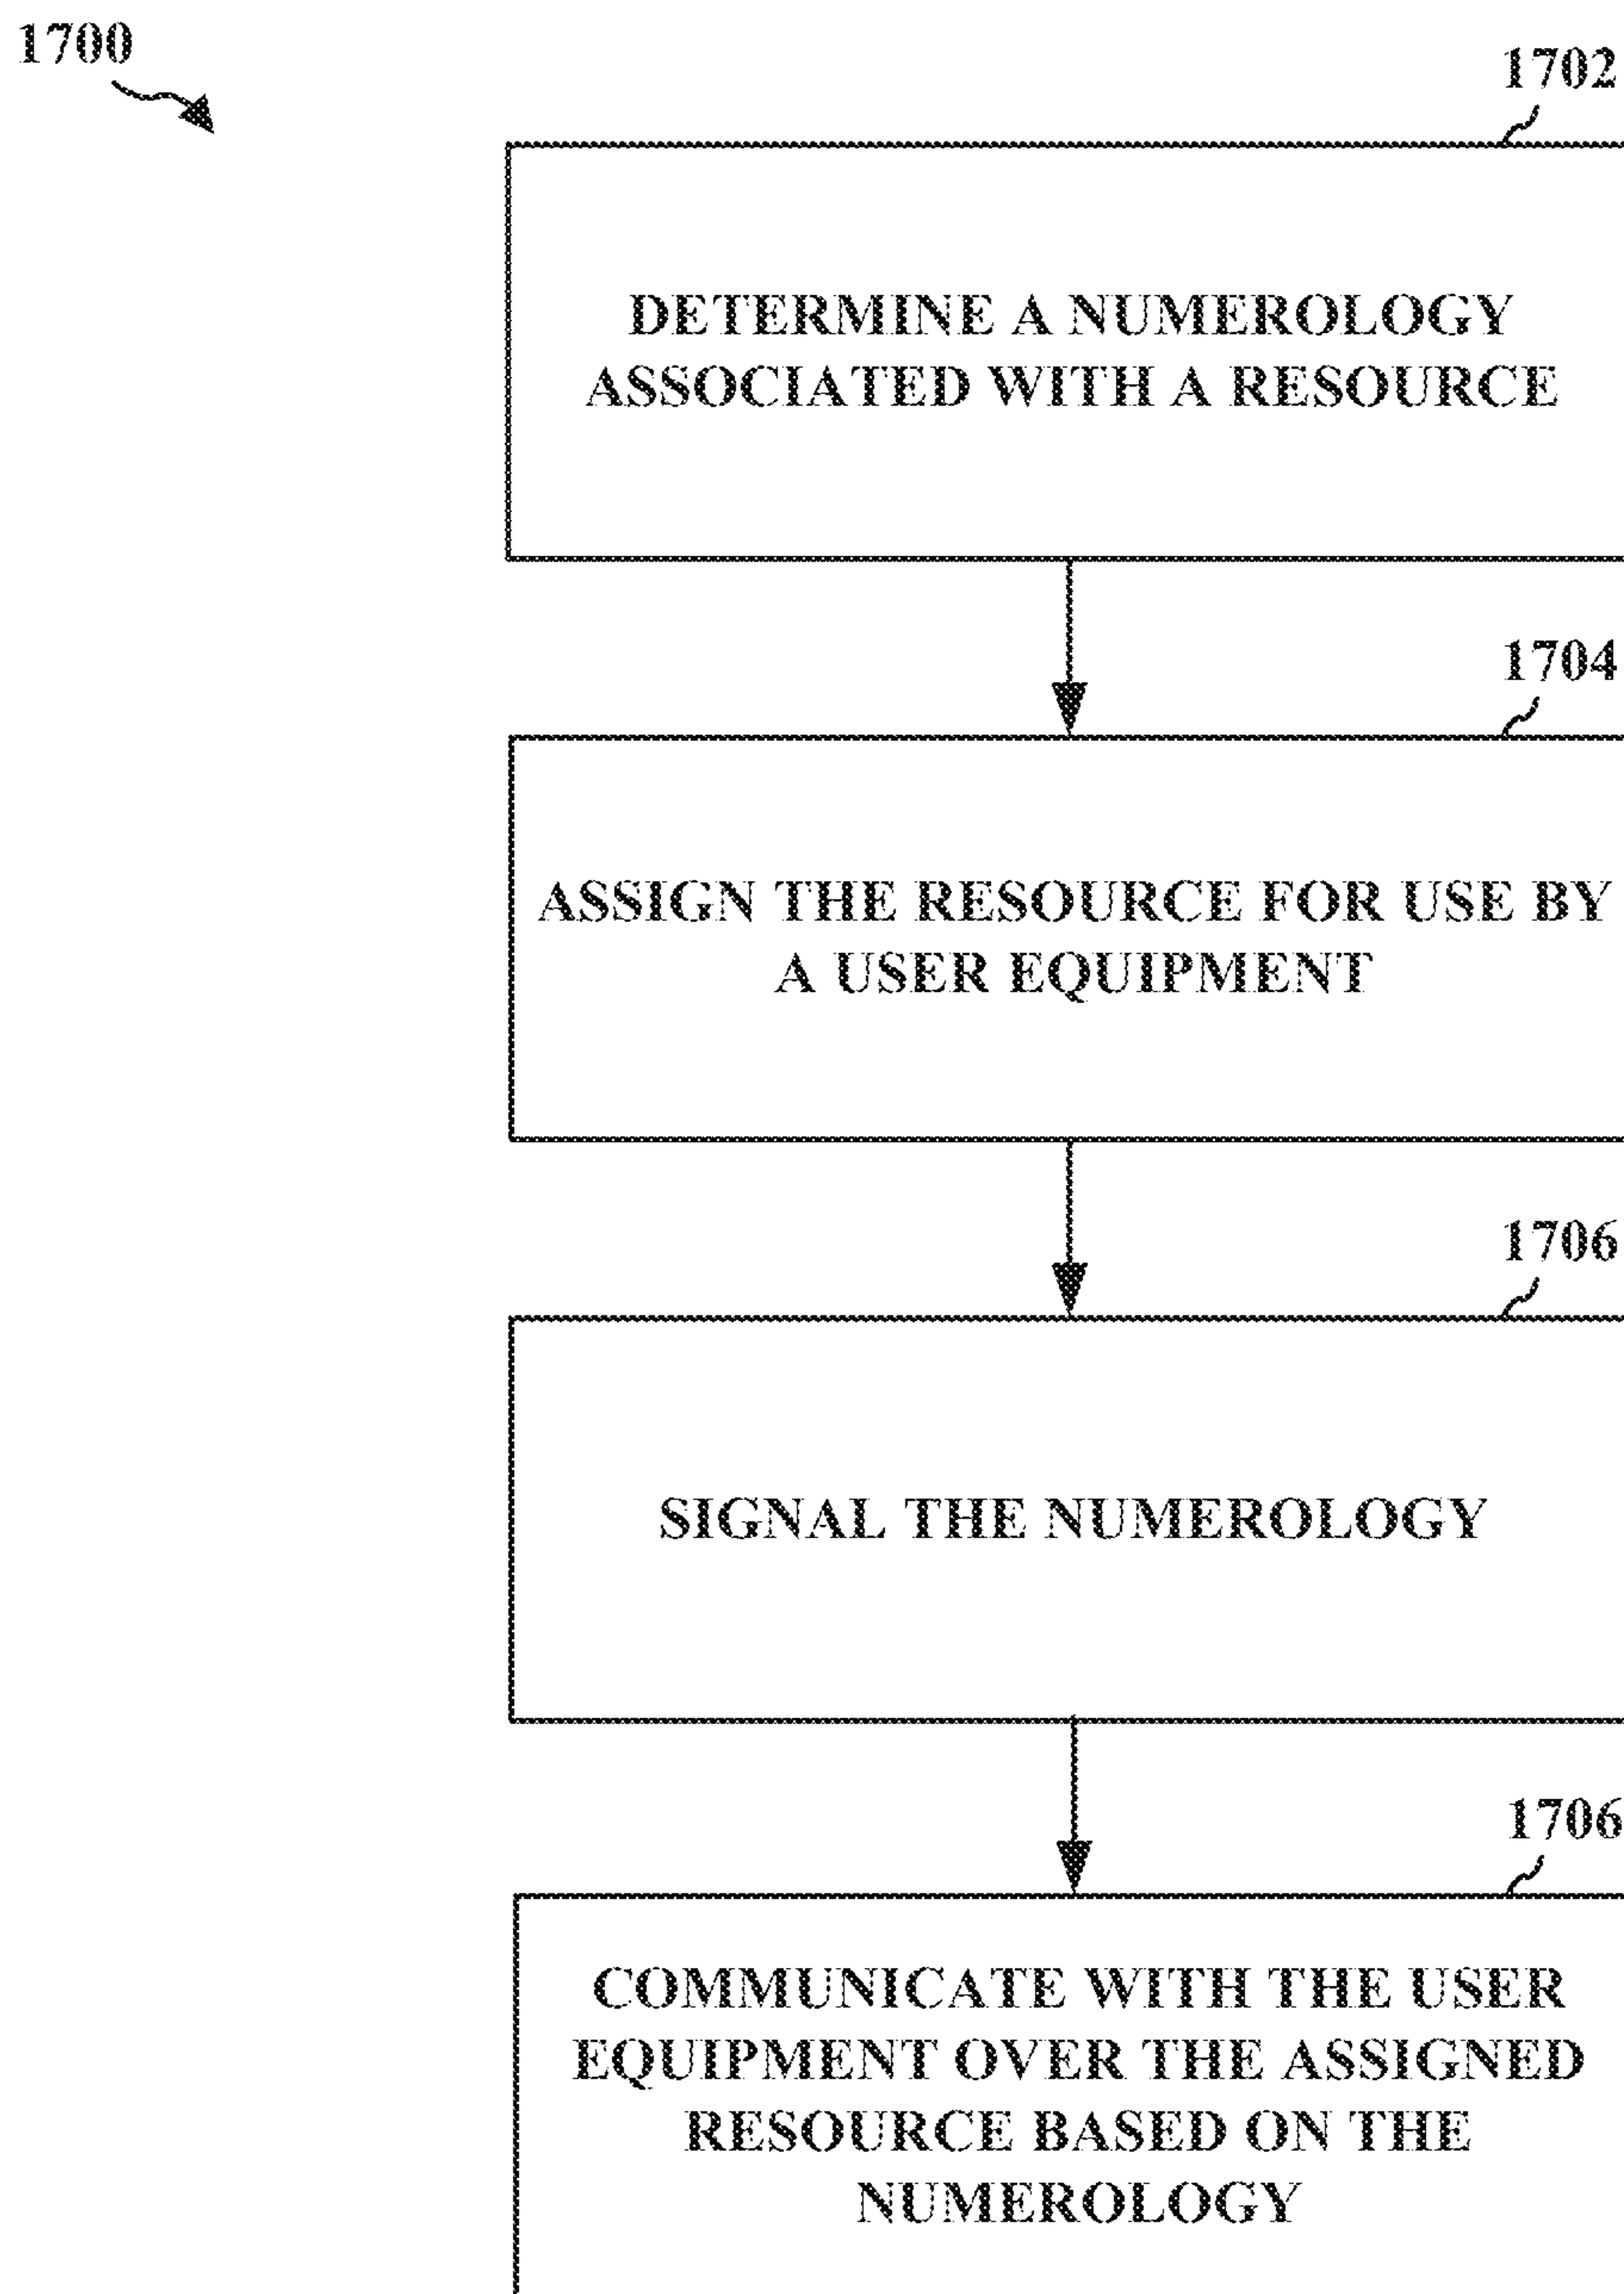 1700
1702
DETERMINE A NUMEROLOGY
ASSOCIATED WITH A RESOURCE
1704
ASSIGN THE RESOURCE FOR USE BY
A USER EQUIPMENT
1706
SIGNAL THE NUMEROLOGY
1706
COMMUNICATE WITH THE USER
EQUIPMENT OVER THE ASSIGNED
RESOURCE BASED ON THE
NUMEROLOGY